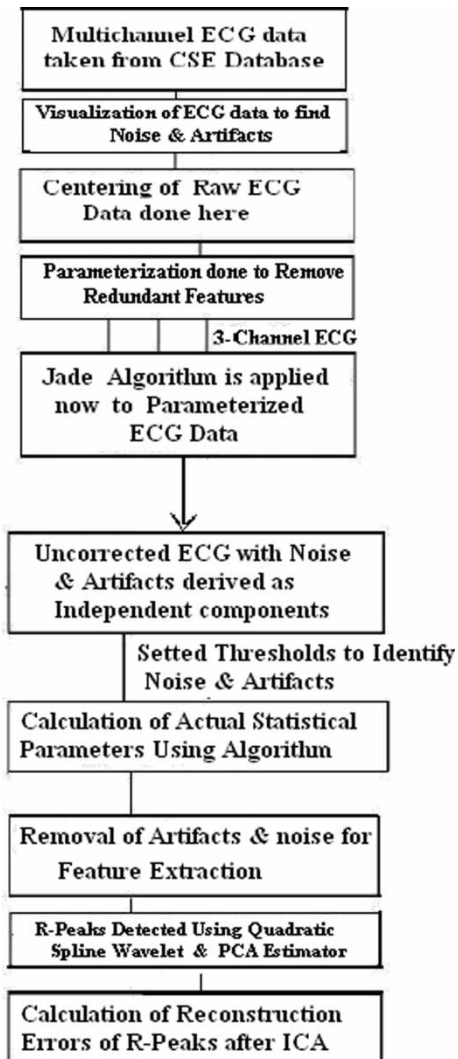 Multichannel ECG data
taken from CSE Database
Visualization of ECG data to find
Noise & Artifacts
Centering of Raw ECG
Data done here
Parameterization done to Remove
Redundant Features
3-Channel ECG
Jade Algorithm is applied
now to Parameterized
ECG Data
Uncorrected ECG with Noise
& Artifacts derived as
Independent components
Setted Thresholds to Identify
Noise & Artifacts
Calculation of Actual Statistical
Parameters Using Algorithm
Removal of Artifacts & noise for
Feature Extraction
R-Peaks Detected Using Quadratic
Spline Wavelet & PCA Estimator
Calculation of Reconstruction
Errors of R-Peaks after ICA